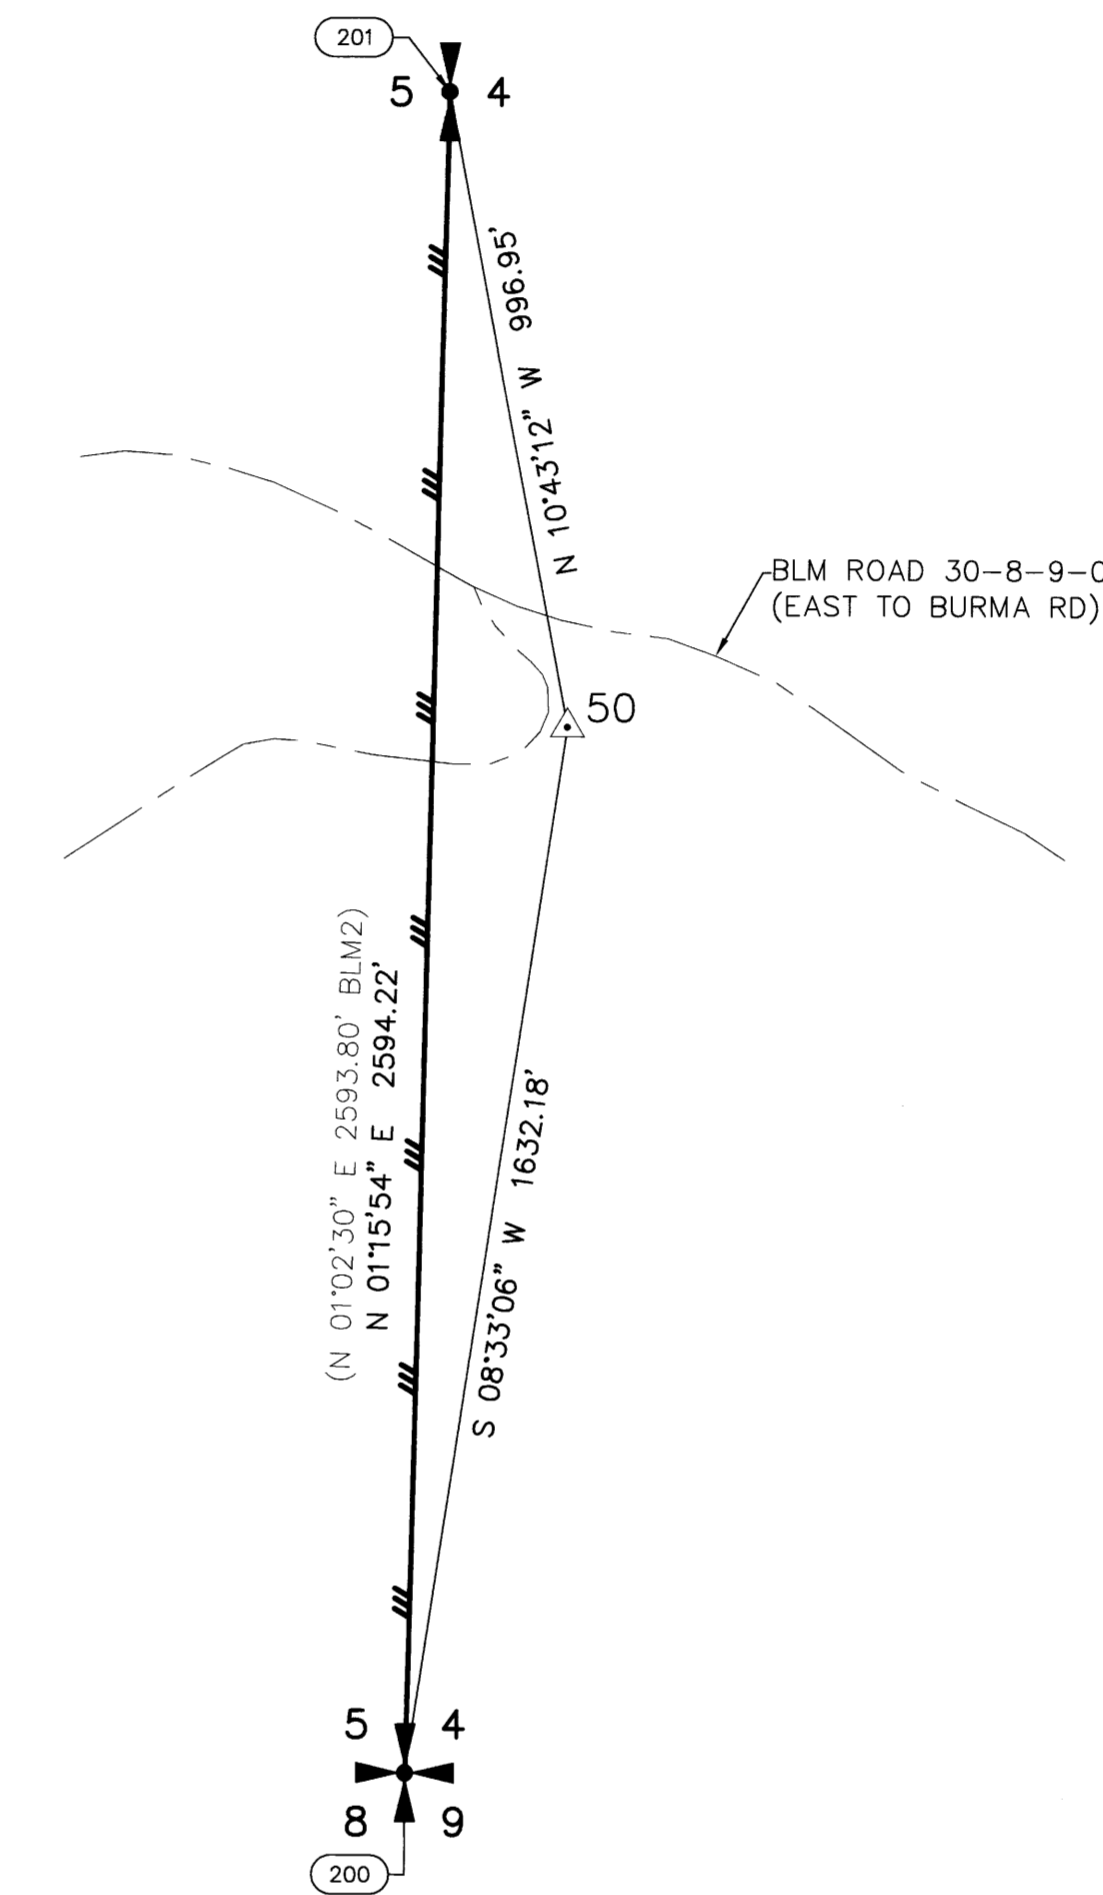 201
5 4
N 10°43'12" W 996.95'
BLM ROAD 30-8-9-0
(EAST TO BURMA RD)
50
(N 01°02'30" E 2593.80' BLM2)
N 01°15'54" E 2594.22'
S 08°33'06" W 1632.18'
5 4
8 9
200